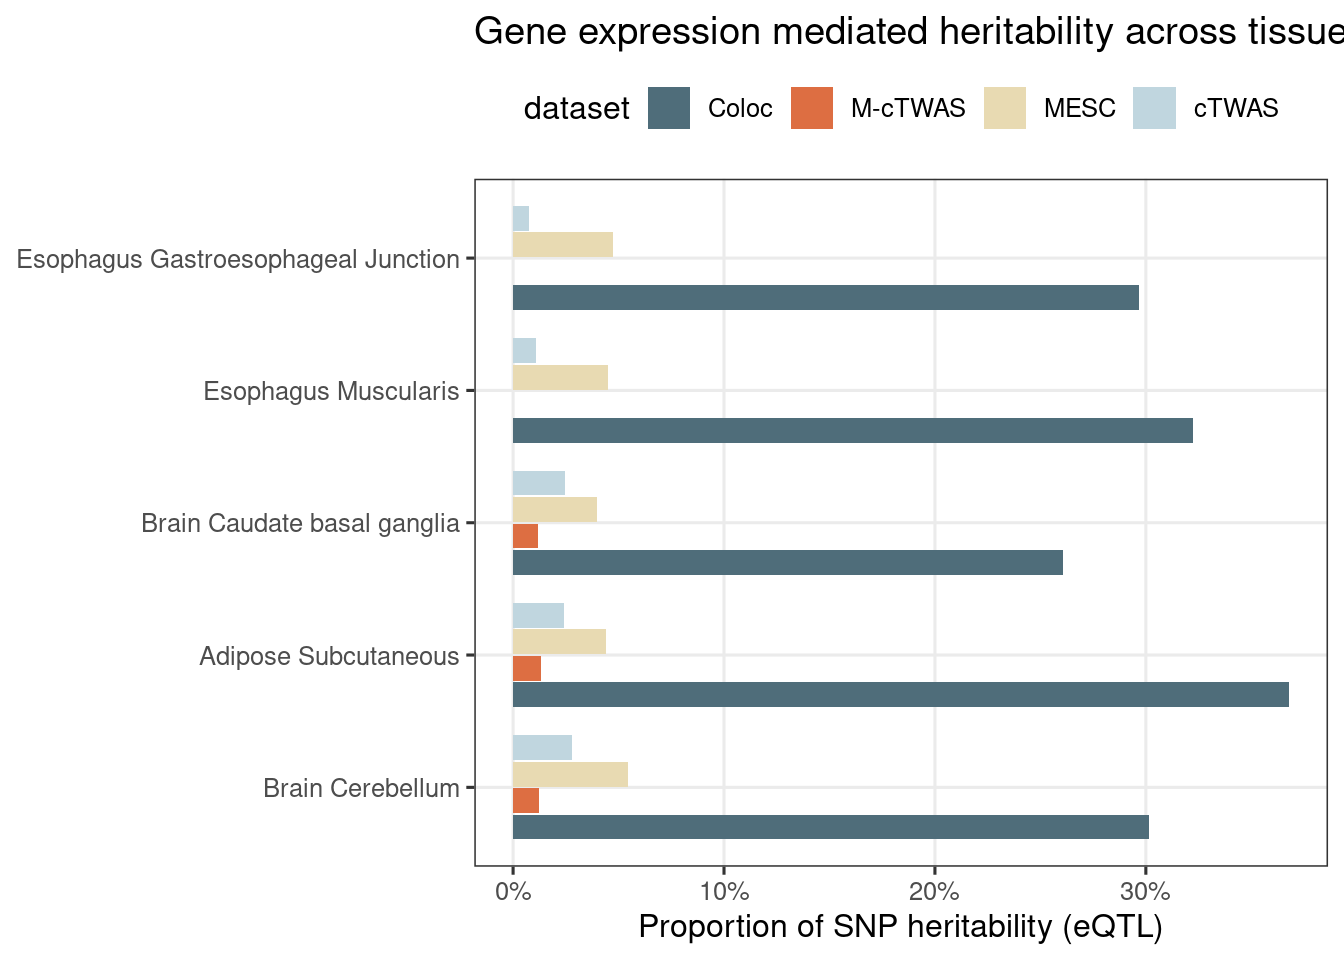 Gene expression mediated heritability across tissue
dataset Coloc M-cTWAS MESC cTWAS
Esophagus Gastroesophageal Junction
Esophagus Muscularis
Brain Caudate basal ganglia
Adipose Subcutaneous
Brain Cerebellum
0% 10% 20% 30%
Proportion of SNP heritability (eQTL)